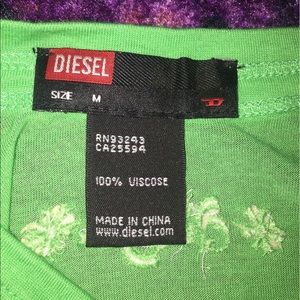 DIESEL
SIZE M
RN93243
CA25594
100% VISCOSE
MADE IN CHINA
www.diesel.com